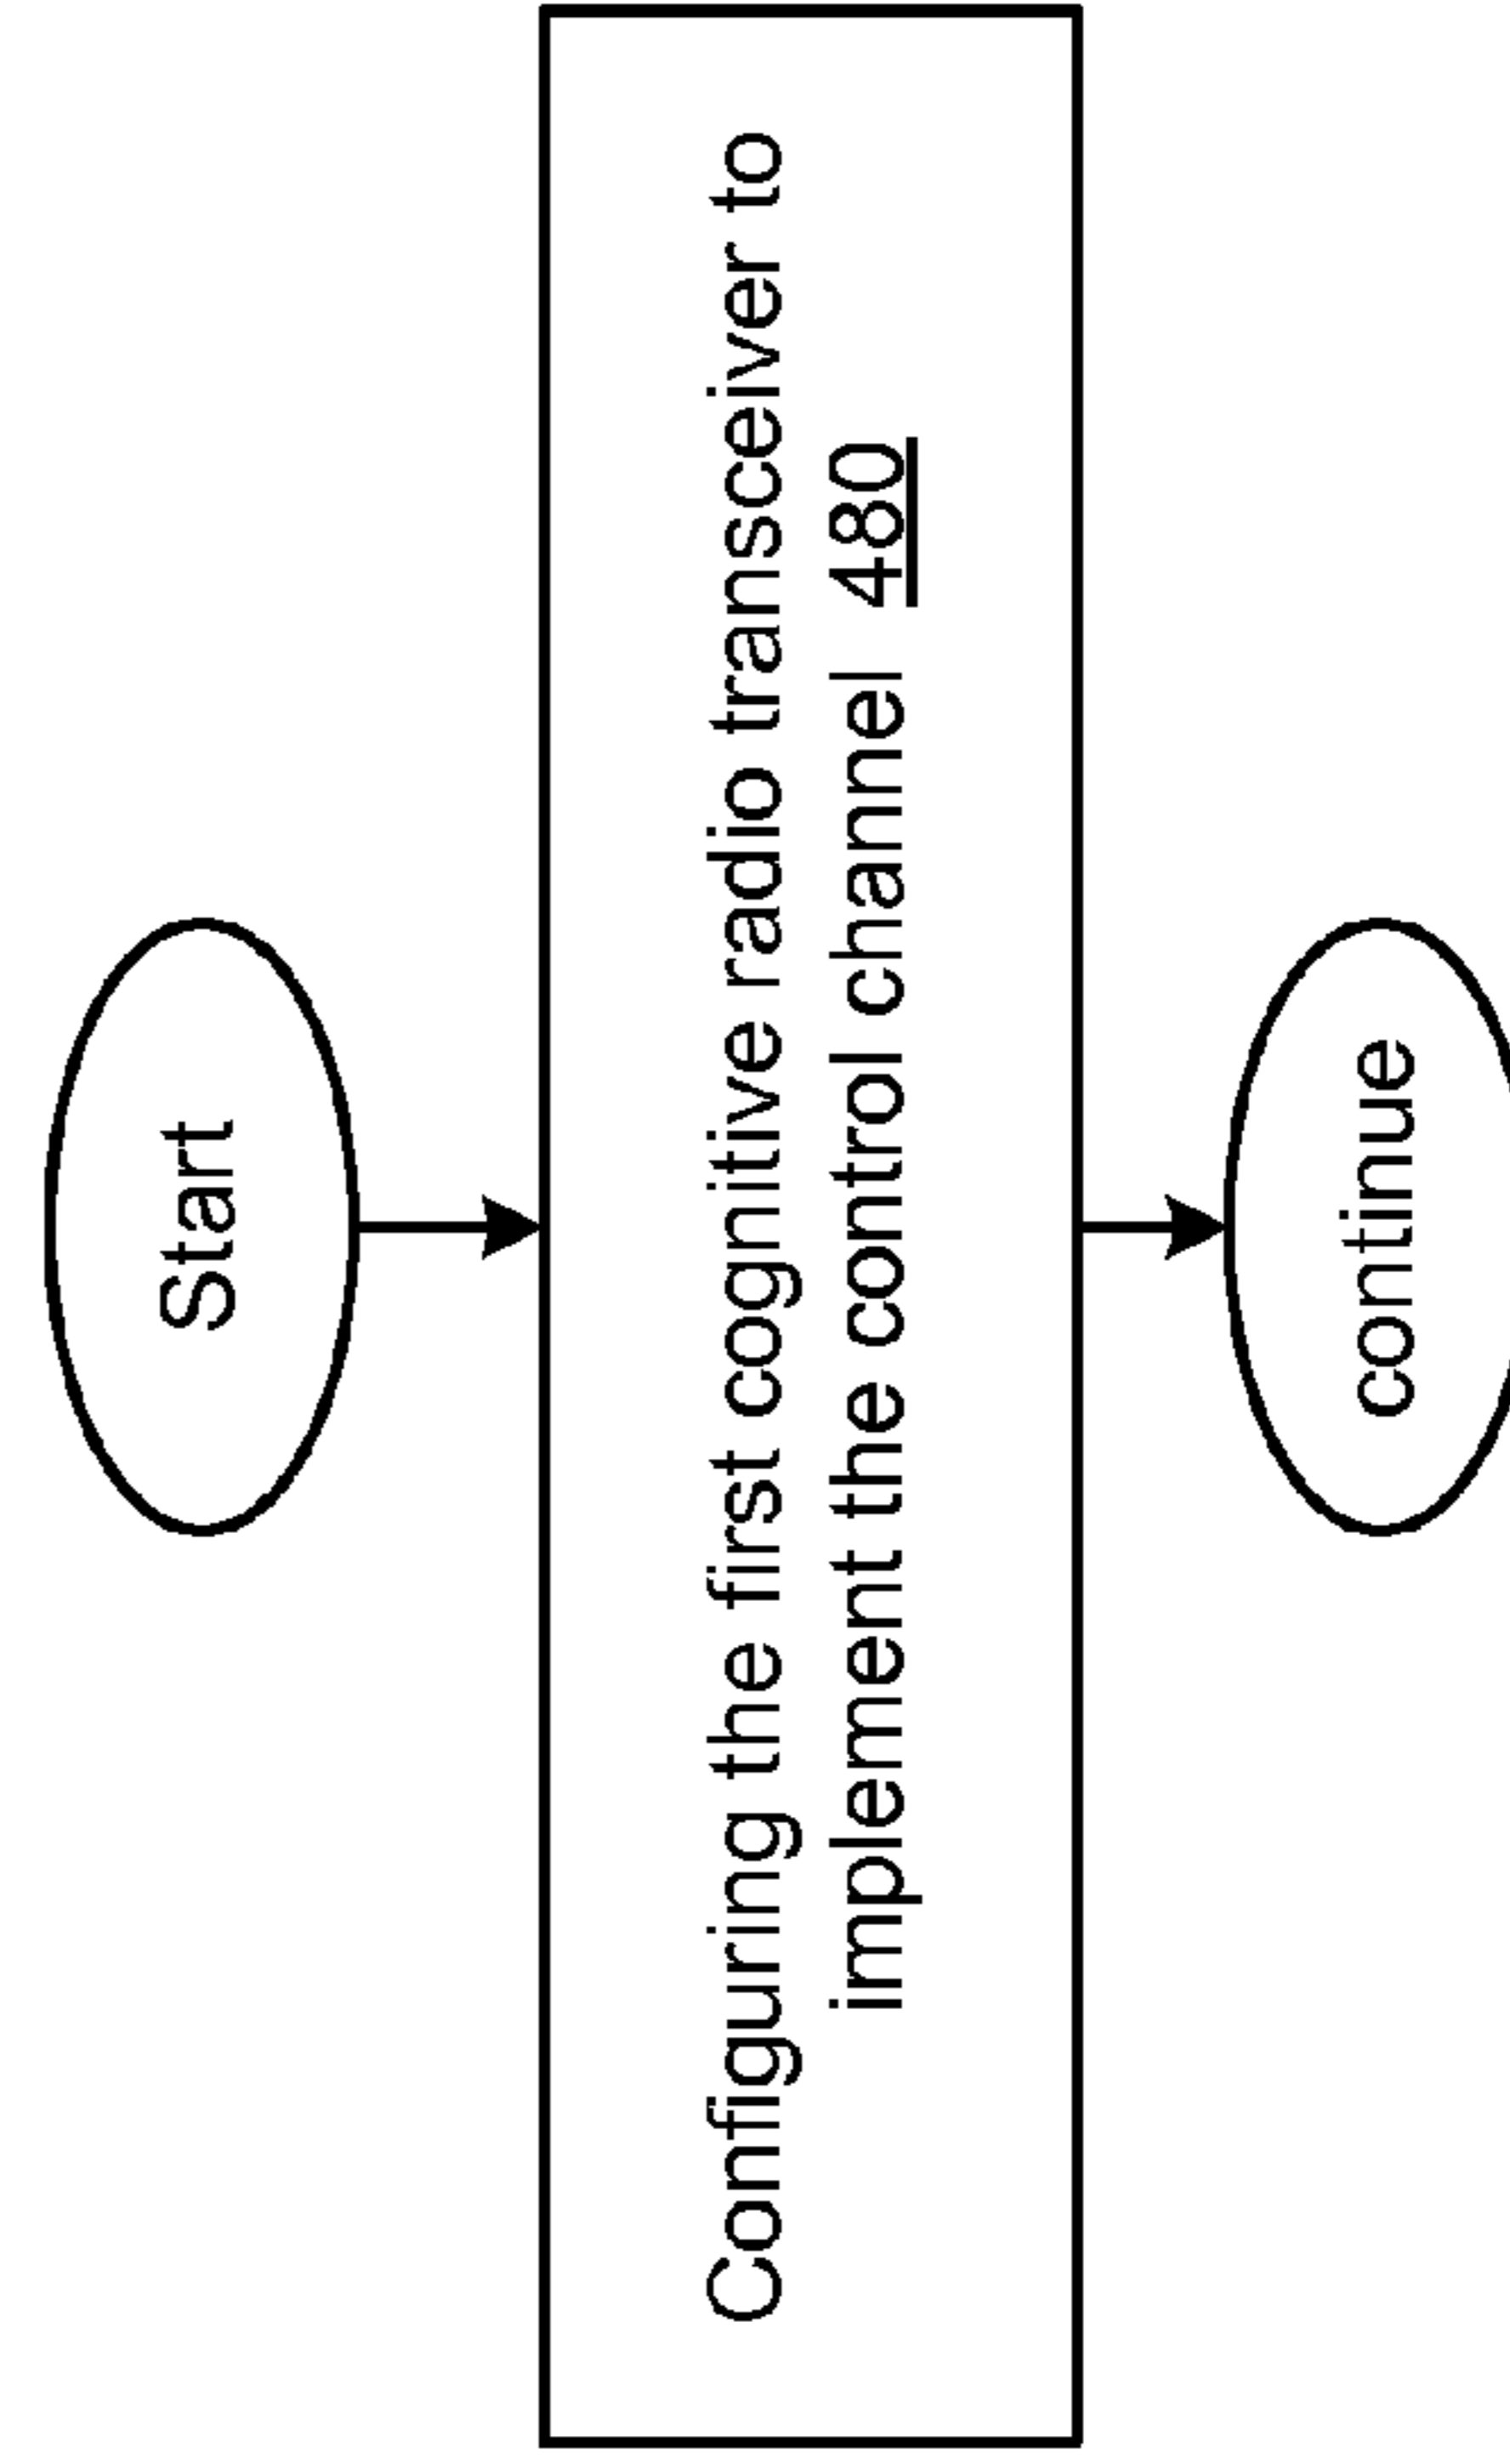 Start
Configuring the first cognitive radio transceiver to
implement the control channel 480
continue